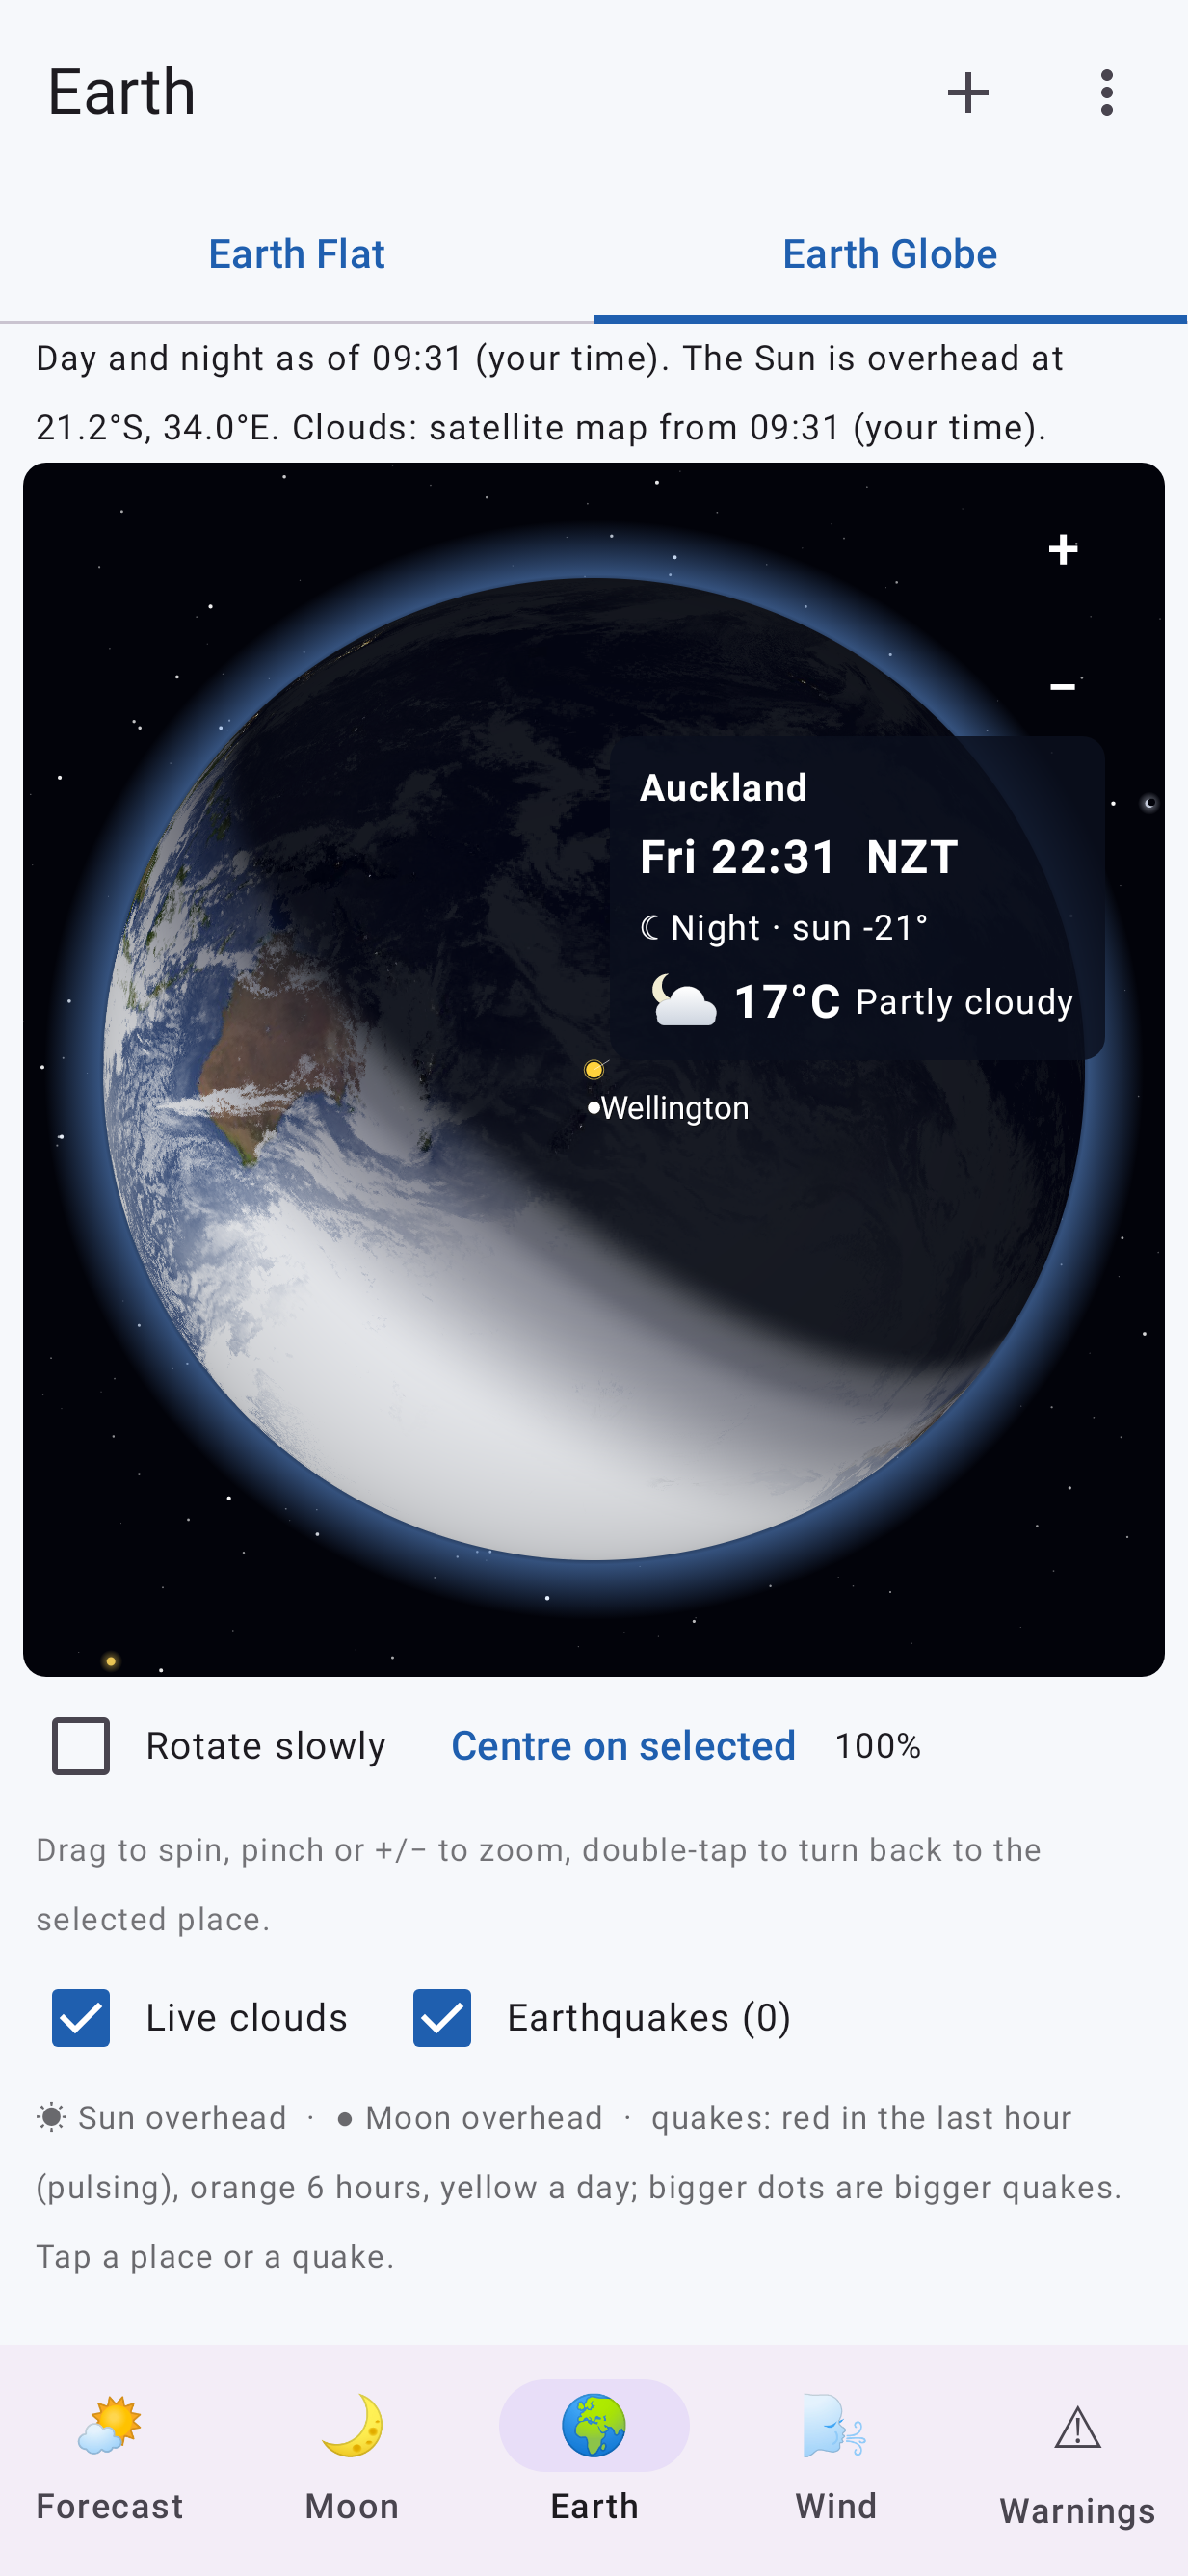 Earth
Earth Flat
Earth Globe
Day and night as of 09:31 (your time). The Sun is overhead at
21.2°S, 34.0°E. Clouds: satellite map from 09:31 (your time).
+
−
Auckland
Fri 22:31 NZT
☾ Night · sun -21°
17°C Partly cloudy
Wellington
Rotate slowly
Centre on selected
100%
Drag to spin, pinch or +/− to zoom, double-tap to turn back to the
selected place.
Live clouds
Earthquakes (0)
☀ Sun overhead · ● Moon overhead · quakes: red in the last hour
(pulsing), orange 6 hours, yellow a day; bigger dots are bigger quakes.
Tap a place or a quake.
Forecast
Moon
Earth
Wind
Warnings